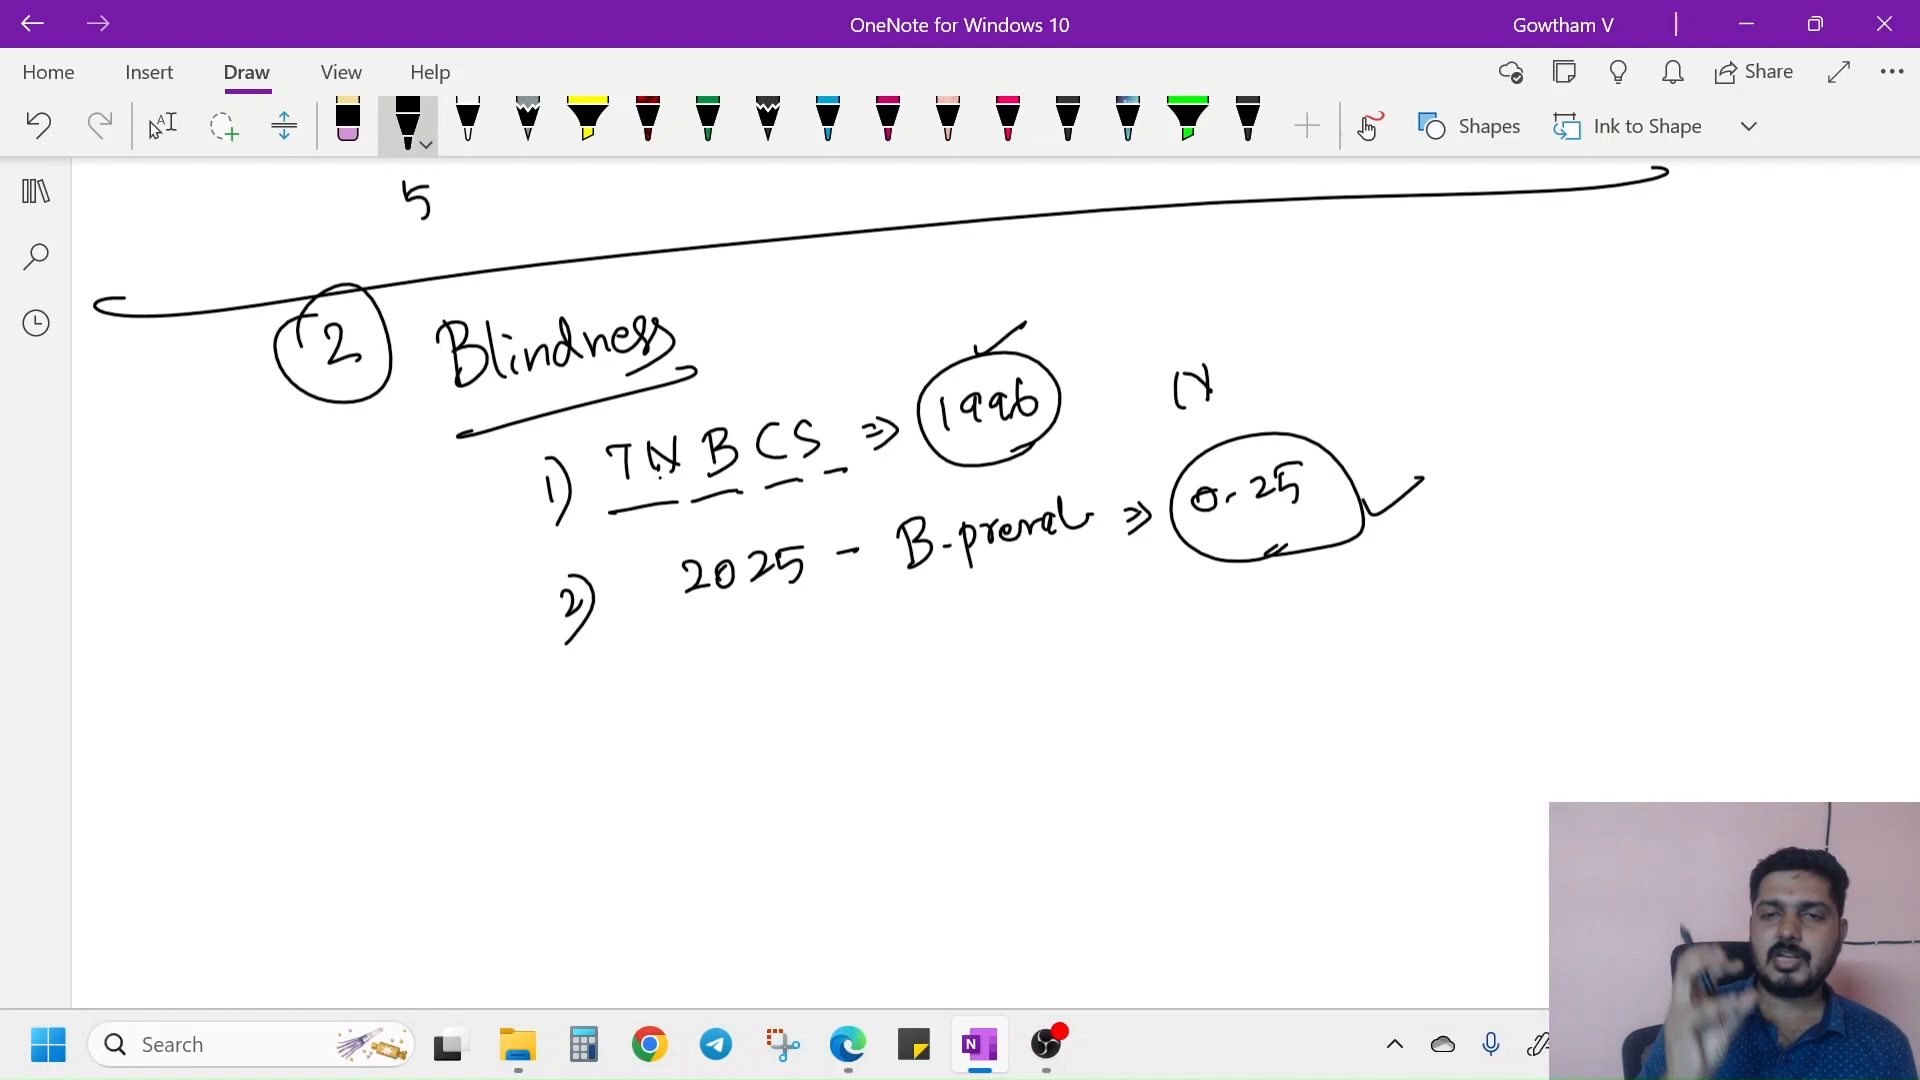 OneNote for Windows 10
Gowtham V
Home Insert Draw View Help
Share
Shapes
Ink to Shape
5
2 Blindness
1) TNBCS ⇒ 1996
2) 2025 - B-preval ⇒ 0.25
Search